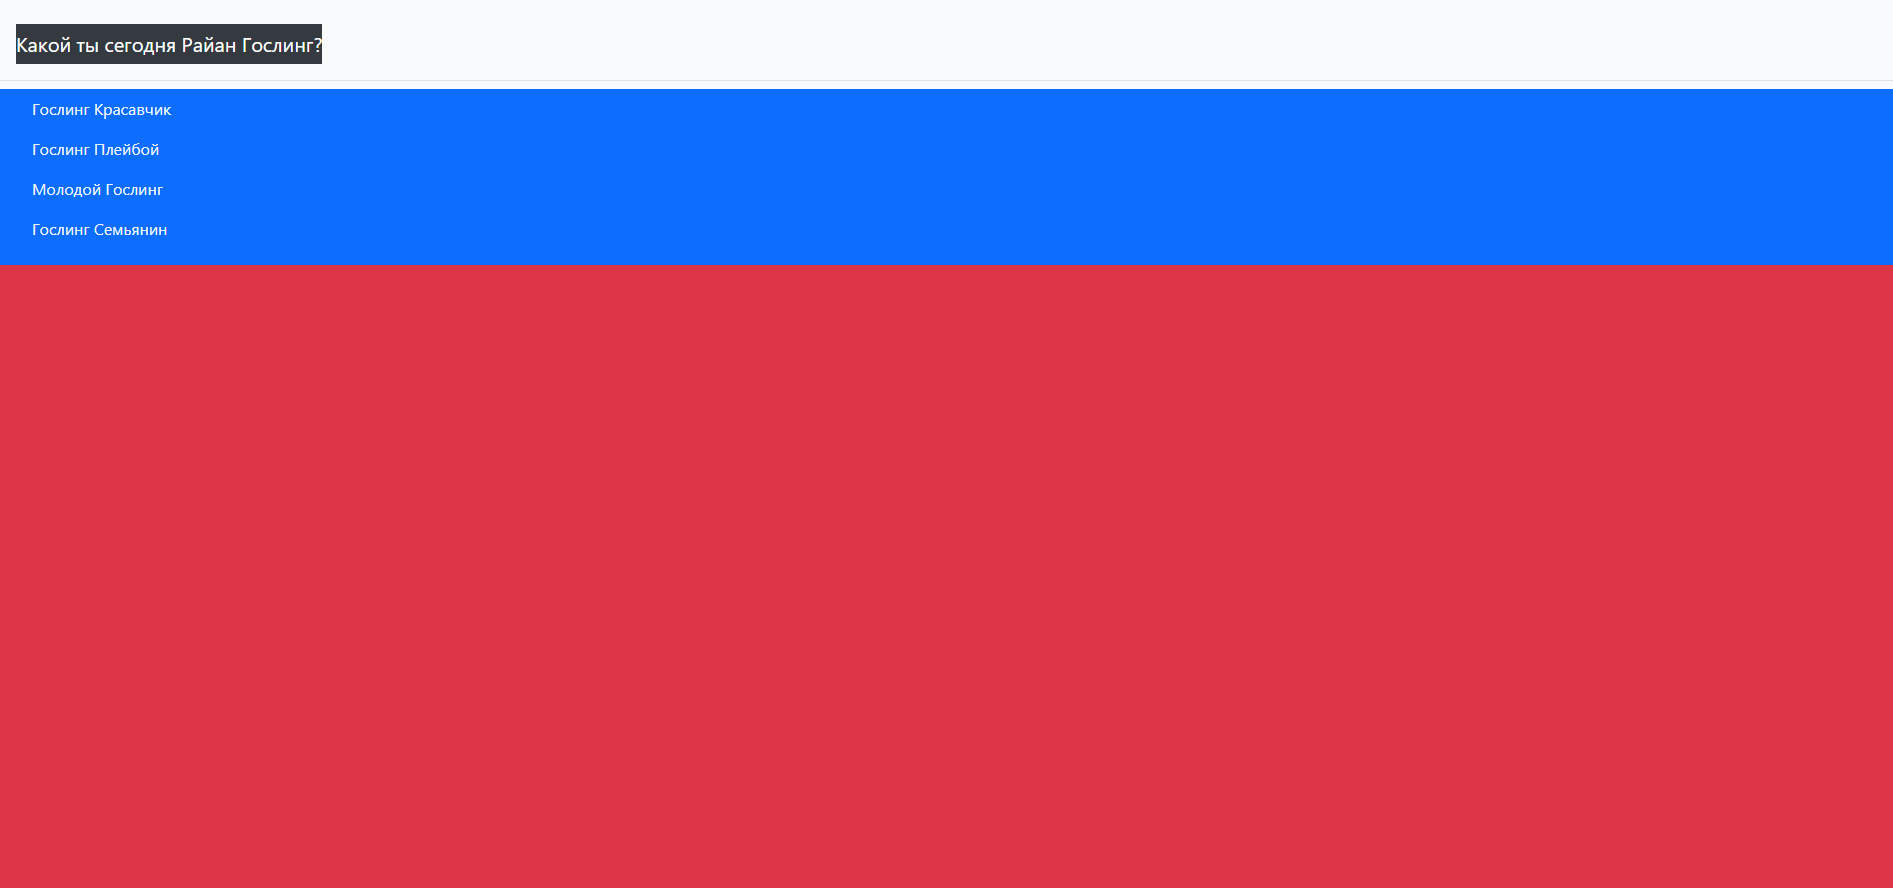 Какой ты сегодня Райан Гослинг?
Гослинг Красавчик
Гослинг Плейбой
Молодой Гослинг
Гослинг Семьянин